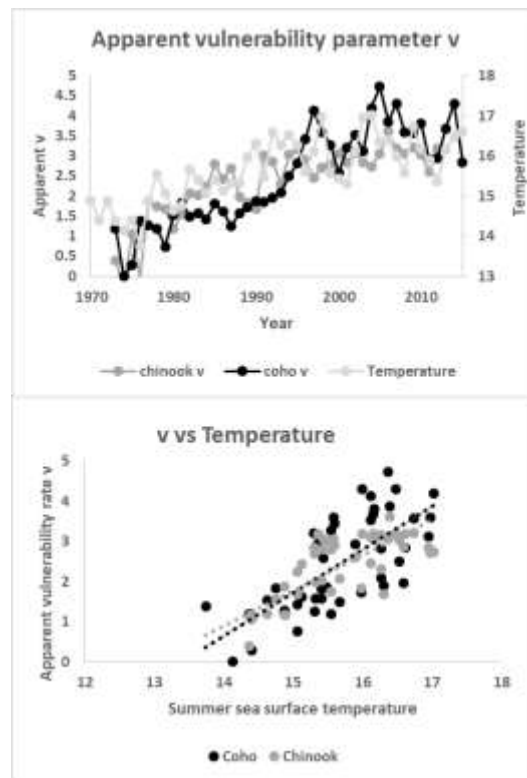 Apparent vulnerability parameter v
5
4.5
4
3.5
3
2.5
2
1.5
1
0.5
0
Apparent v
18
17
16
15
14
13
Temperature
1970 1980 1990 2000 2010
Year
chinook v coho v Temperature
v vs Temperature
5
4
3
2
1
0
Apparent vulnerability rate v
12 13 14 15 16 17 18
Summer sea surface temperature
Coho Chinook